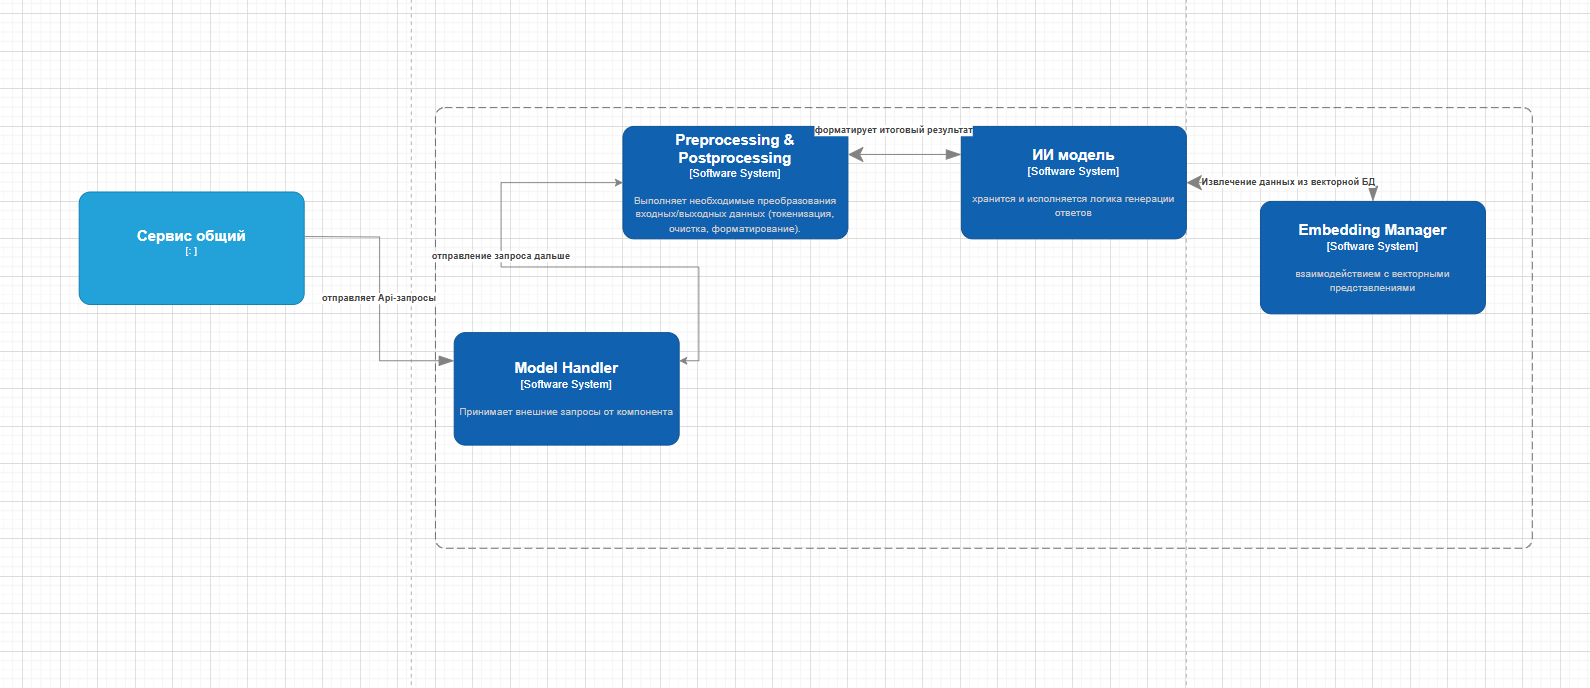 Сервис общий
[: ]
отправляет Api-запросы
Model Handler
[Software System]
Принимает внешние запросы от компонента
отправление запроса дальше
Preprocessing &
Postprocessing
[Software System]
Выполняет необходимые преобразования
входных/выходных данных (токенизация,
очистка, форматирование).
форматирует итоговый результат
ИИ модель
[Software System]
хранится и исполняется логика генерации
ответов
Извлечение данных из векторной БД
Embedding Manager
[Software System]
взаимодействием с векторными
представлениями